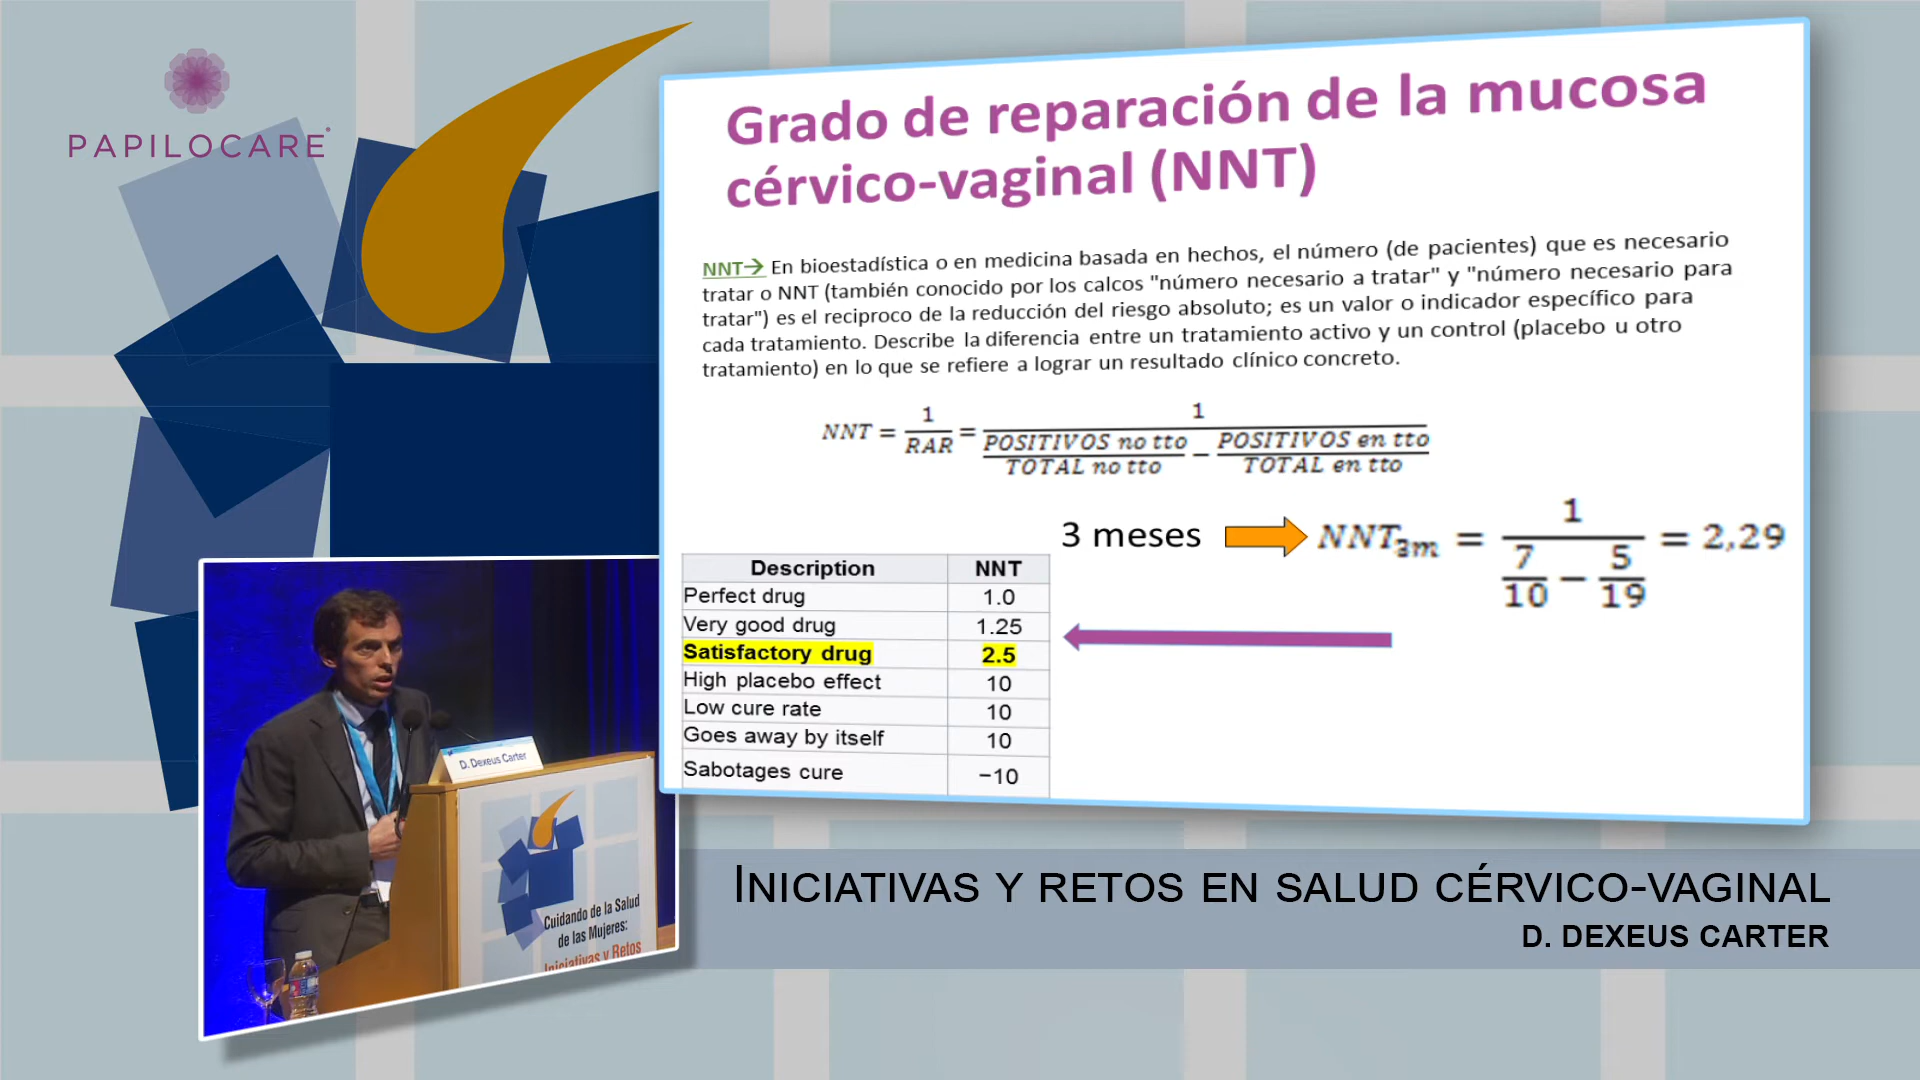 PAPILOCARE®
Grado de reparación de la mucosa
cérvico-vaginal (NNT)
NNT→ En bioestadística o en medicina basada en hechos, el número (de pacientes) que es necesario
tratar o NNT (también conocido por los calcos "número necesario a tratar" y "número necesario para
tratar") es el reciproco de la reducción del riesgo absoluto; es un valor o indicador específico para
cada tratamiento. Describe la diferencia entre un tratamiento activo y un control (placebo u otro
tratamiento) en lo que se refiere a lograr un resultado clínico concreto.
NNT = 1/RAR = 1/(POSITIVOS no tto/TOTAL no tto − POSITIVOS en tto/TOTAL en tto)
3 meses NNT3m = 1/(7/10 − 5/19) = 2,29
Description NNT
Perfect drug 1.0
Very good drug 1.25
Satisfactory drug 2.5
High placebo effect 10
Low cure rate 10
Goes away by itself 10
Sabotages cure −10
D. Dexeus Carter
Cuidando de la Salud
de las Mujeres:
Iniciativas y Retos
INICIATIVAS Y RETOS EN SALUD CÉRVICO-VAGINAL
D. DEXEUS CARTER